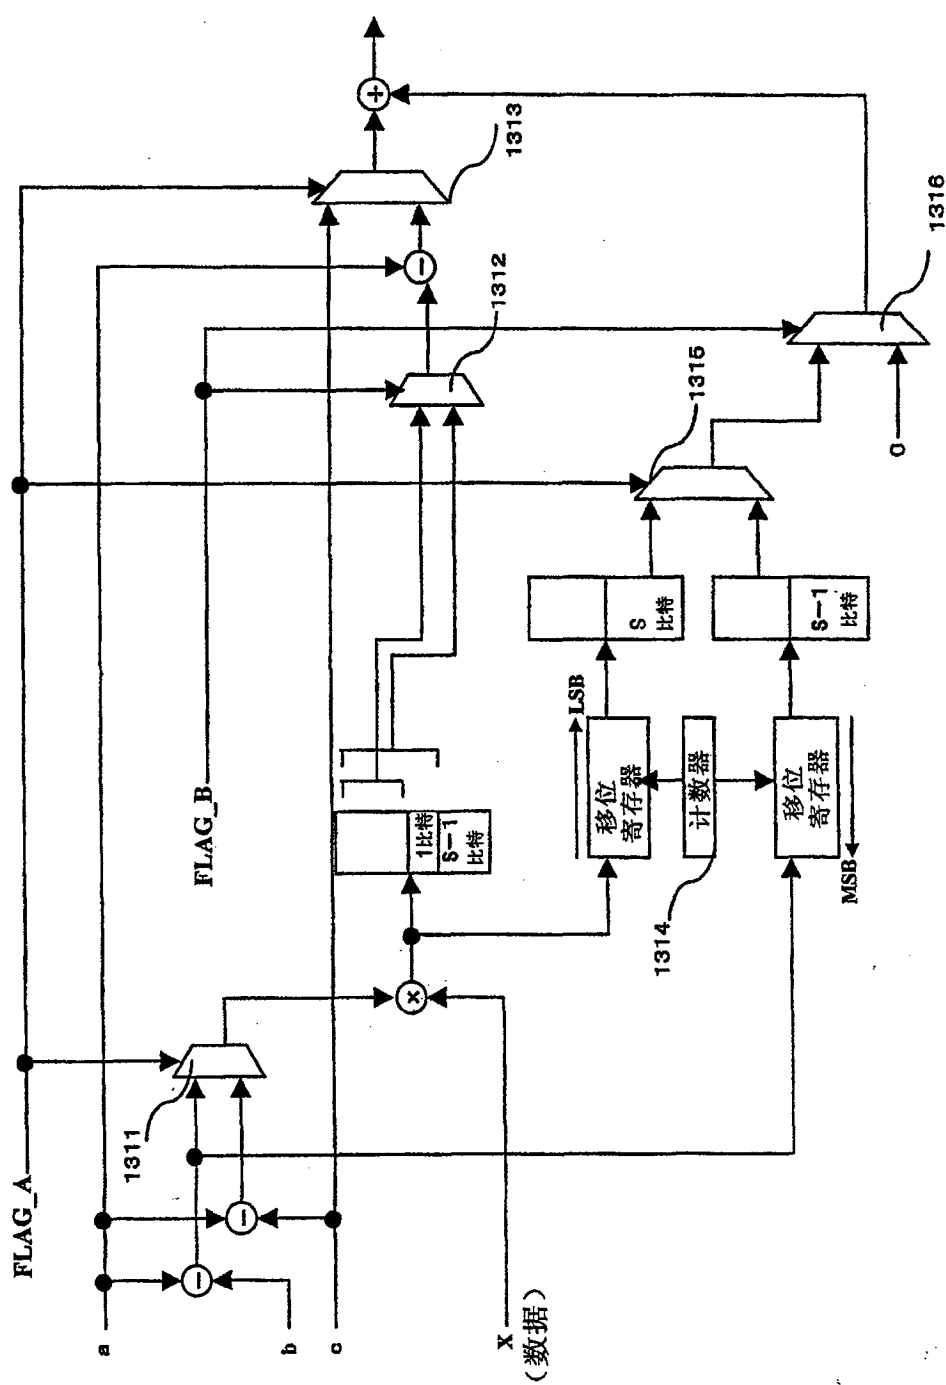 FLAG_A
a
b
c
X
(数据)
1311
×
FLAG_B
1比特
S－1
比特
1314
移位
寄存器
LSB
计数器
移位
寄存器
MSB
S
比特
S－1
比特
1312
1315
0
1313
1316